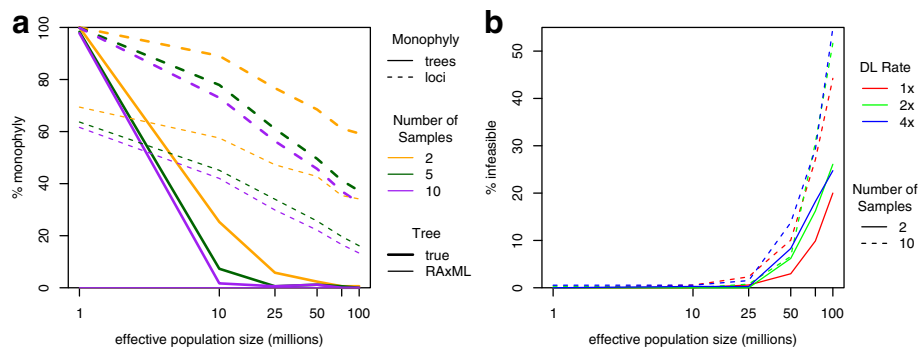 a
% monophyly
100
80
60
40
20
0
1
10
25
50
100
effective population size (millions)
Monophyly
trees
loci
Number of
Samples
2
5
10
Tree
true
RAxML
b
% infeasible
50
40
30
20
10
0
1
10
25
50
100
effective population size (millions)
DL Rate
1x
2x
4x
Number of
Samples
2
10